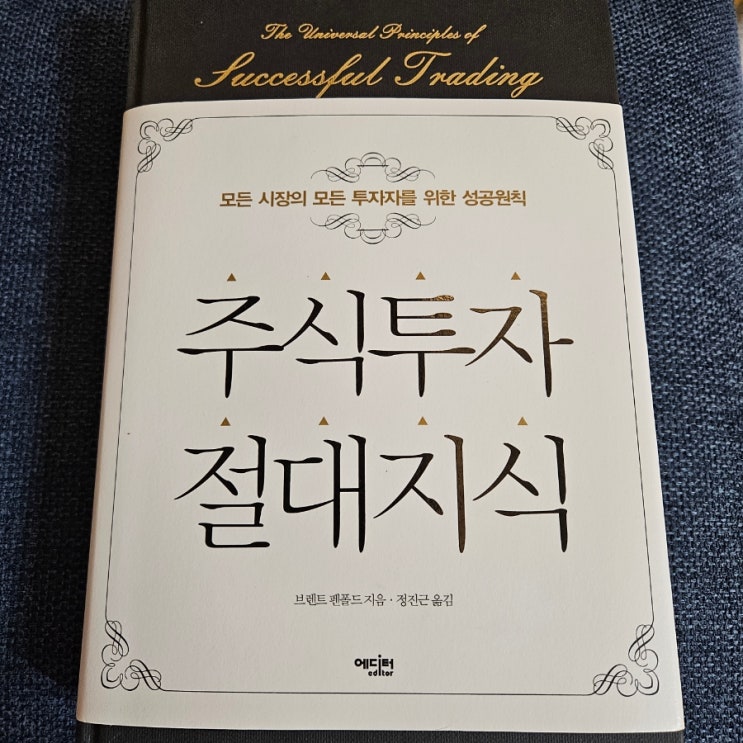 The Universal Principles of
Successful Trading
모든 시장의 모든 투자자를 위한 성공원칙
주식투자
절대지식
브렌트 펜폴드 지음 · 정진근 옮김
에디터
editor